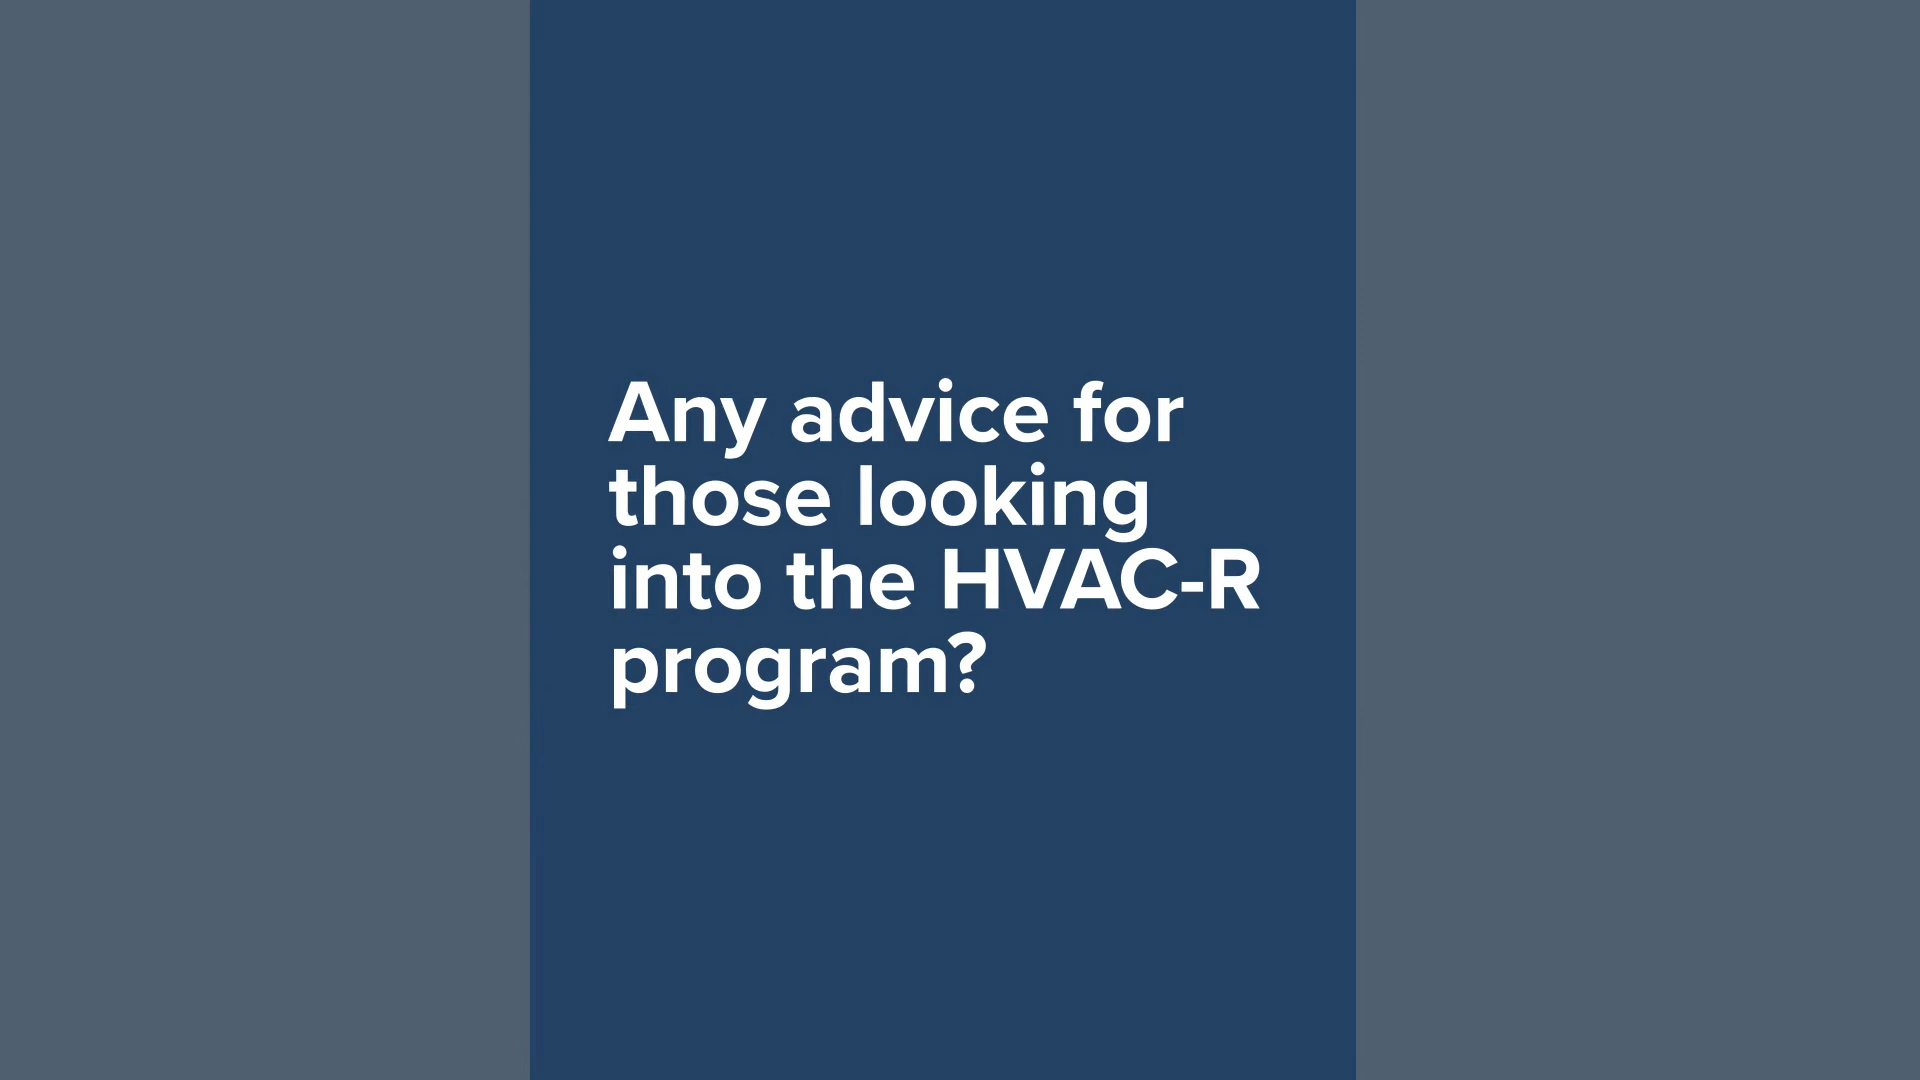 Any advice for
those looking
into the HVAC-R
program?